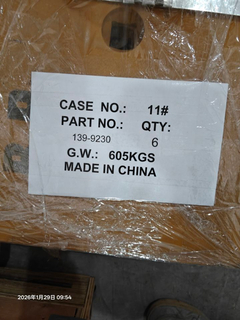 CASE NO.: 11#
PART NO.: QTY:
139-9230 6
G.W.: 605KGS
MADE IN CHINA
2026年1月29日 09:54